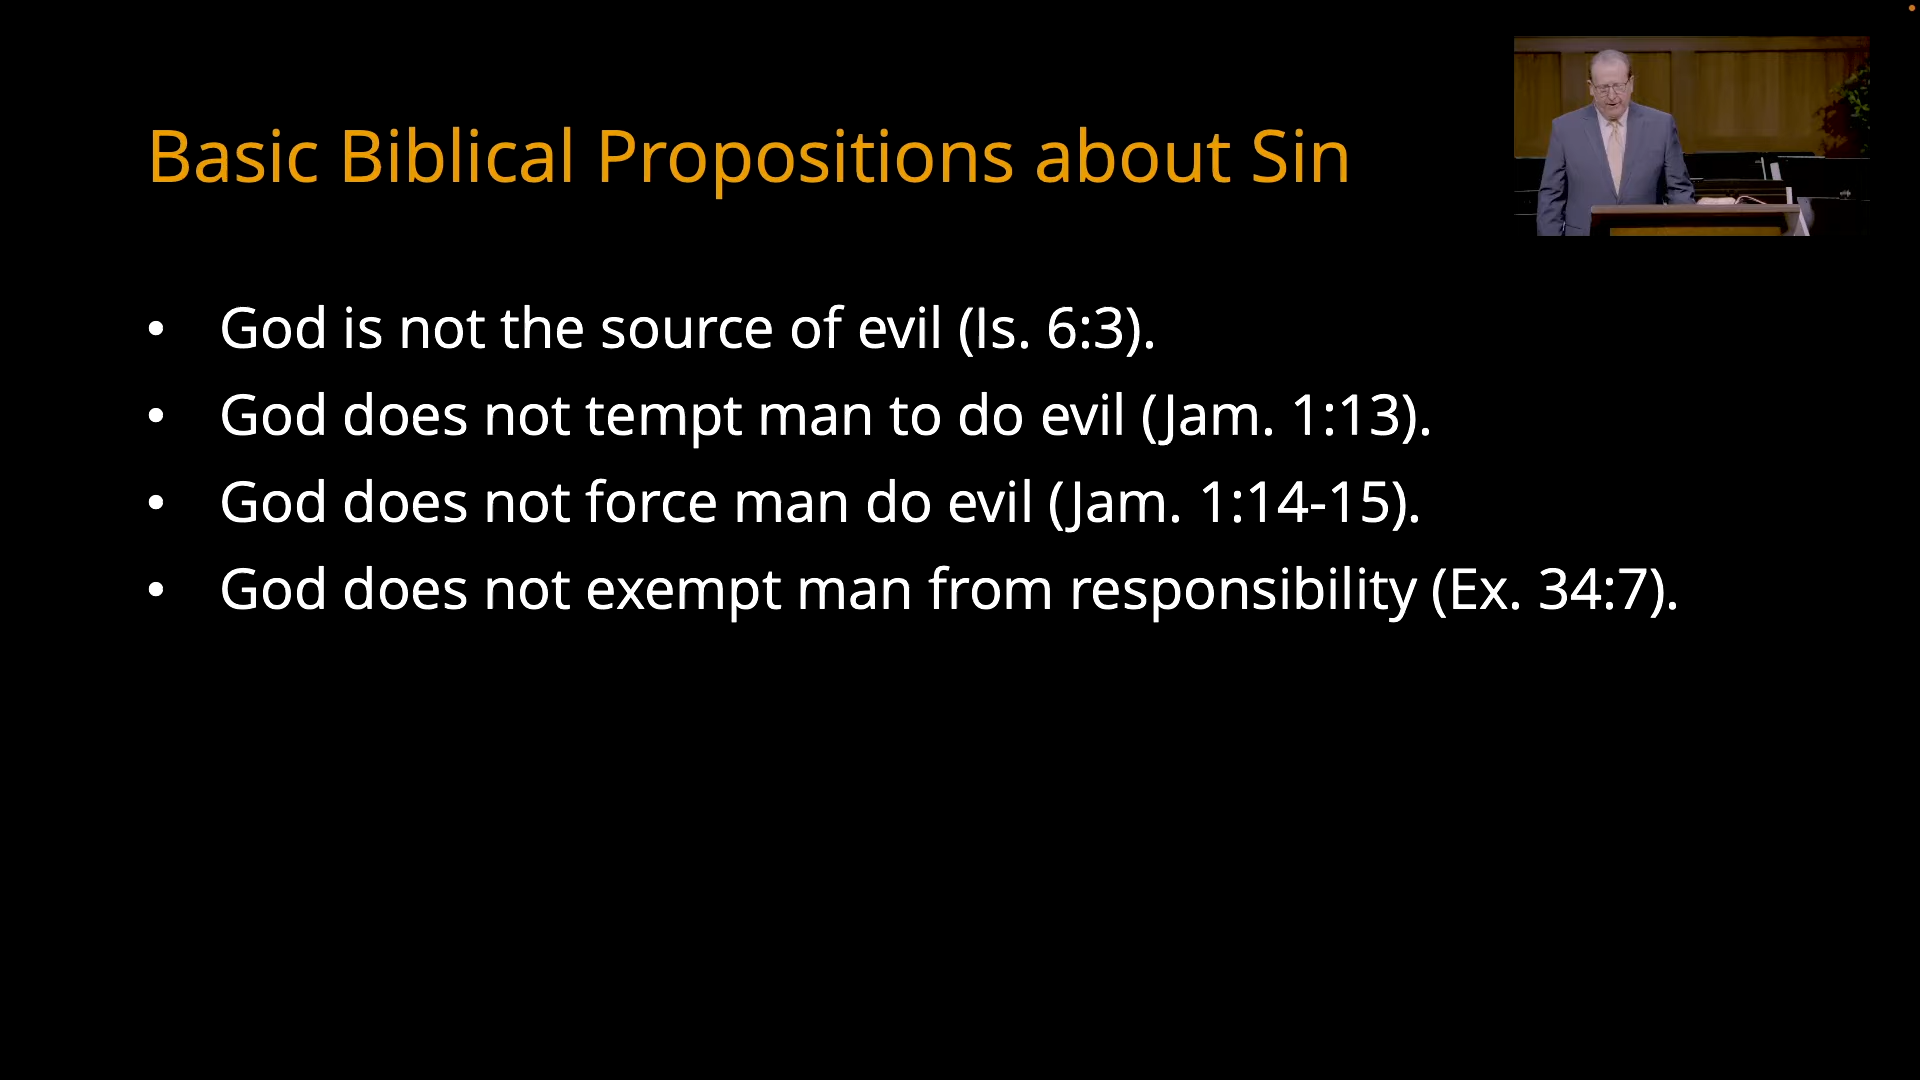 Basic Biblical Propositions about Sin
• God is not the source of evil (Is. 6:3).
• God does not tempt man to do evil (Jam. 1:13).
• God does not force man do evil (Jam. 1:14-15).
• God does not exempt man from responsibility (Ex. 34:7).